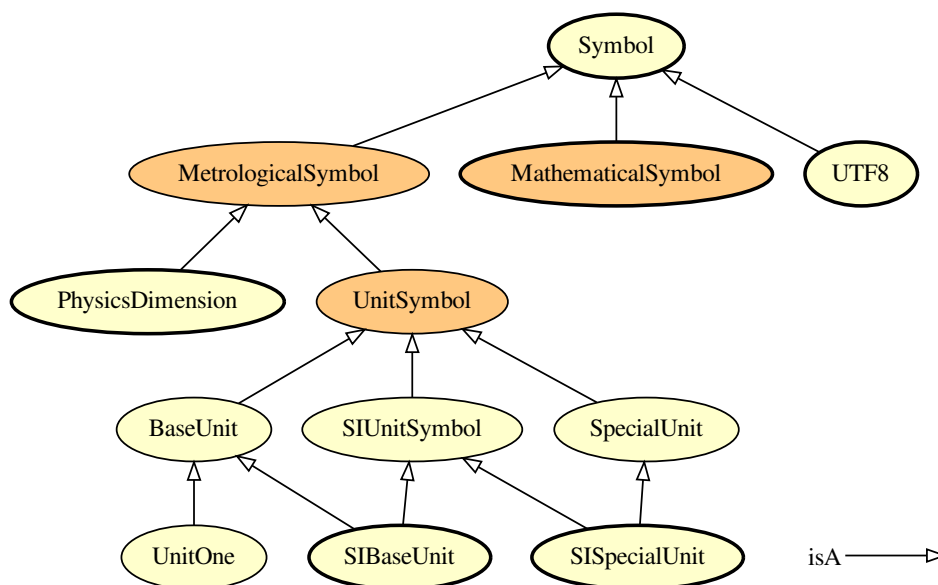 Symbol
MetrologicalSymbol
MathematicalSymbol
UTF8
PhysicsDimension
UnitSymbol
BaseUnit
SIUnitSymbol
SpecialUnit
UnitOne
SIBaseUnit
SISpecialUnit
isA